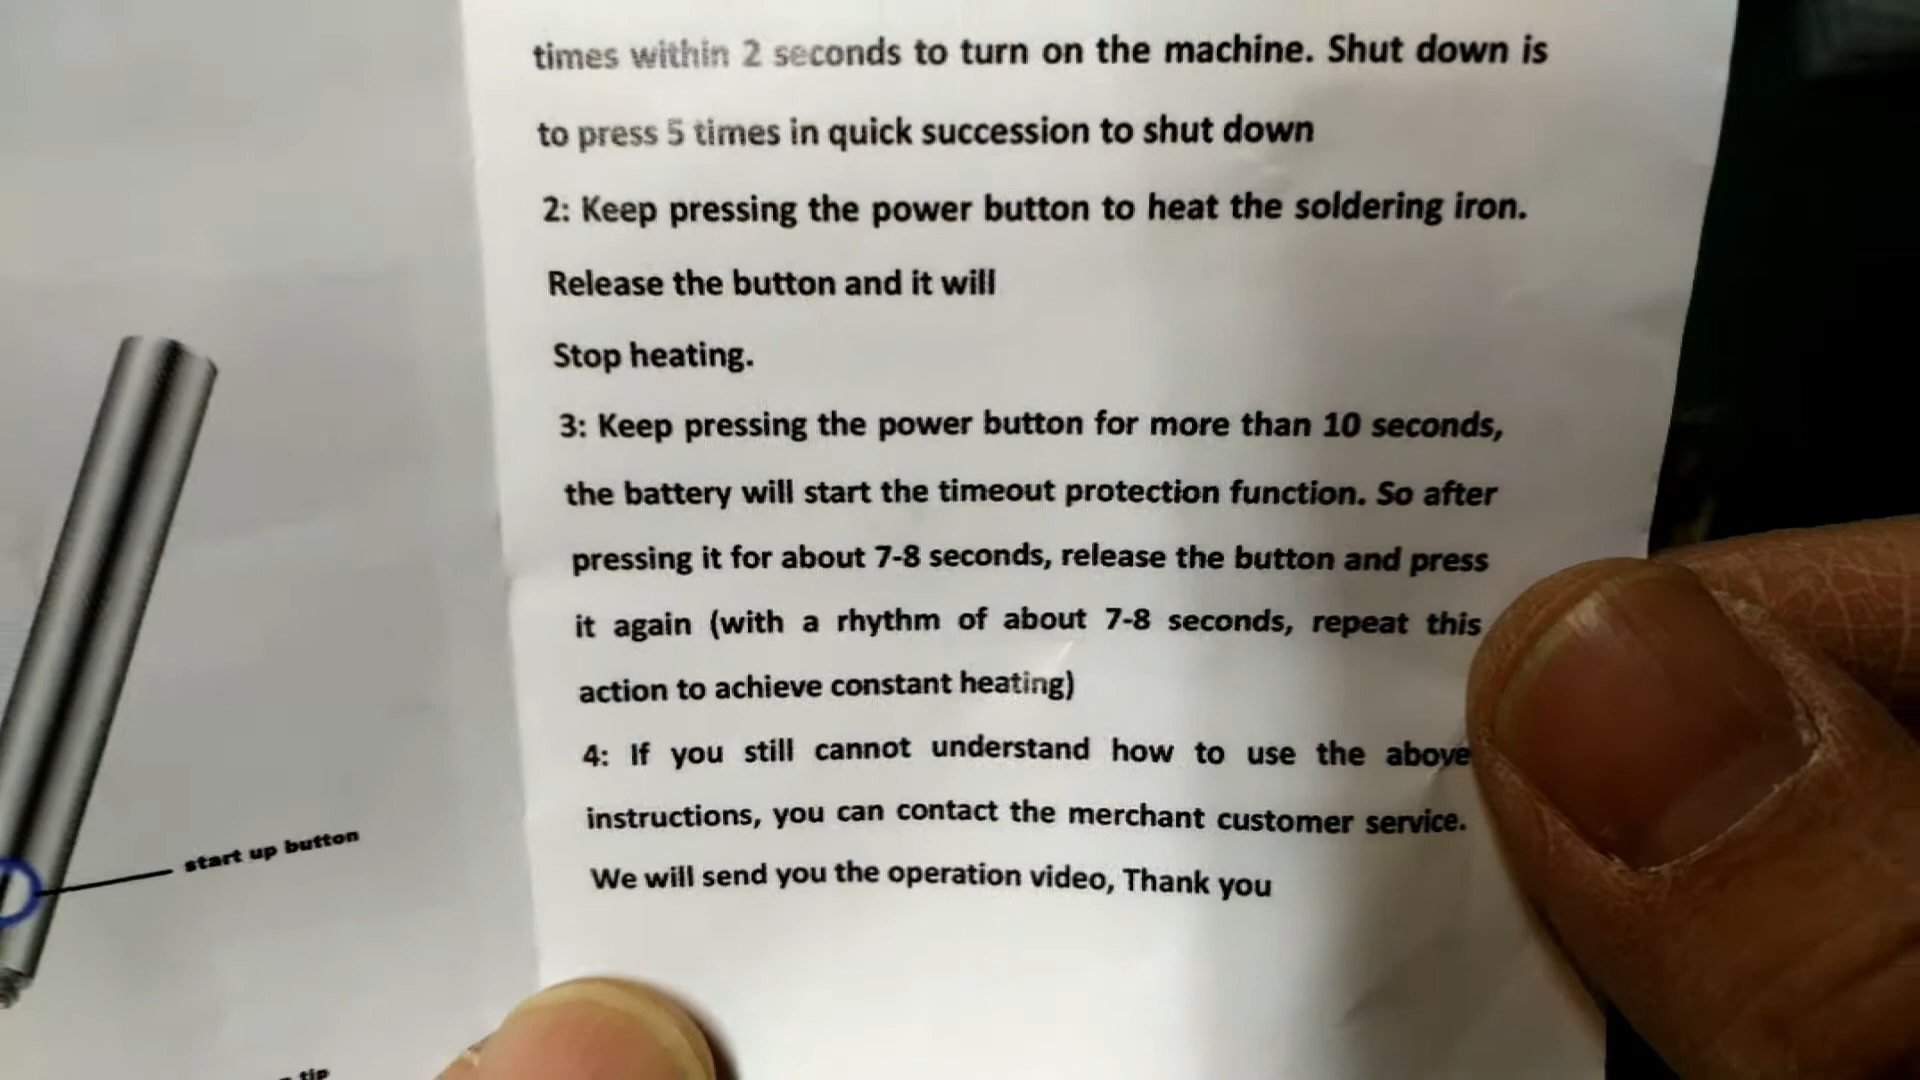 times within 2 seconds to turn on the machine. Shut down is
to press 5 times in quick succession to shut down
2: Keep pressing the power button to heat the soldering iron.
Release the button and it will
Stop heating.
3: Keep pressing the power button for more than 10 seconds,
the battery will start the timeout protection function. So after
pressing it for about 7-8 seconds, release the button and press
it again (with a rhythm of about 7-8 seconds, repeat this
action to achieve constant heating)
4: If you still cannot understand how to use the above
instructions, you can contact the merchant customer service.
We will send you the operation video, Thank you
start up button
tip